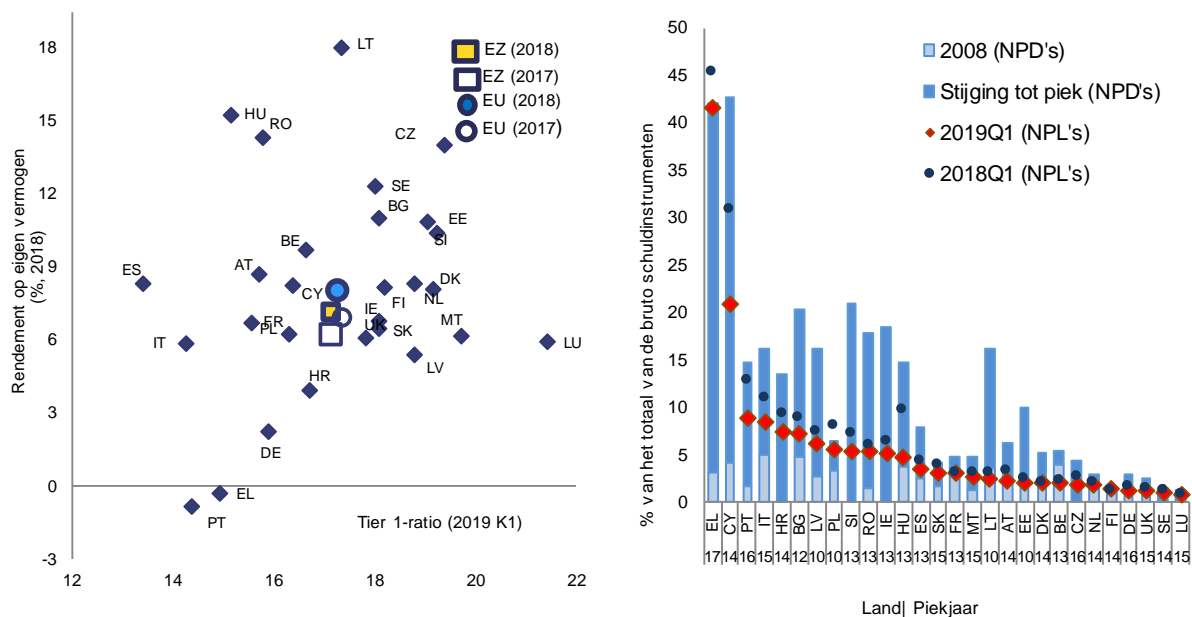 Rendement op eigen vermogen
(%, 2018)
18
15
12
9
6
3
0
-3
12
14
16
18
20
22
Tier 1-ratio (2019 K1)
EZ (2018)
EZ (2017)
EU (2018)
EU (2017)
LT
HU
RO
CZ
SE
BG
EE
SI
BE
ES
AT
CY
DK
NL
FI
IE
FR
PL
UK
SK
MT
LU
IT
LV
HR
DE
EL
PT
% van het totaal van de bruto schuldinstrumenten
50
45
40
35
30
25
20
15
10
5
0
2008 (NPD's)
Stijging tot piek (NPD's)
2019Q1 (NPL's)
2018Q1 (NPL's)
EL CY PT IT HR BG LV PL SI RO IE HU ES SK FR MT LT AT EE DK BE CZ NL FI DE UK SE LU
17 14 16 15 14 12 10 10 13 13 13 13 13 15 13 15 10 14 10 14 13 16 14 14 16 15 14 15
Land| Piekjaar